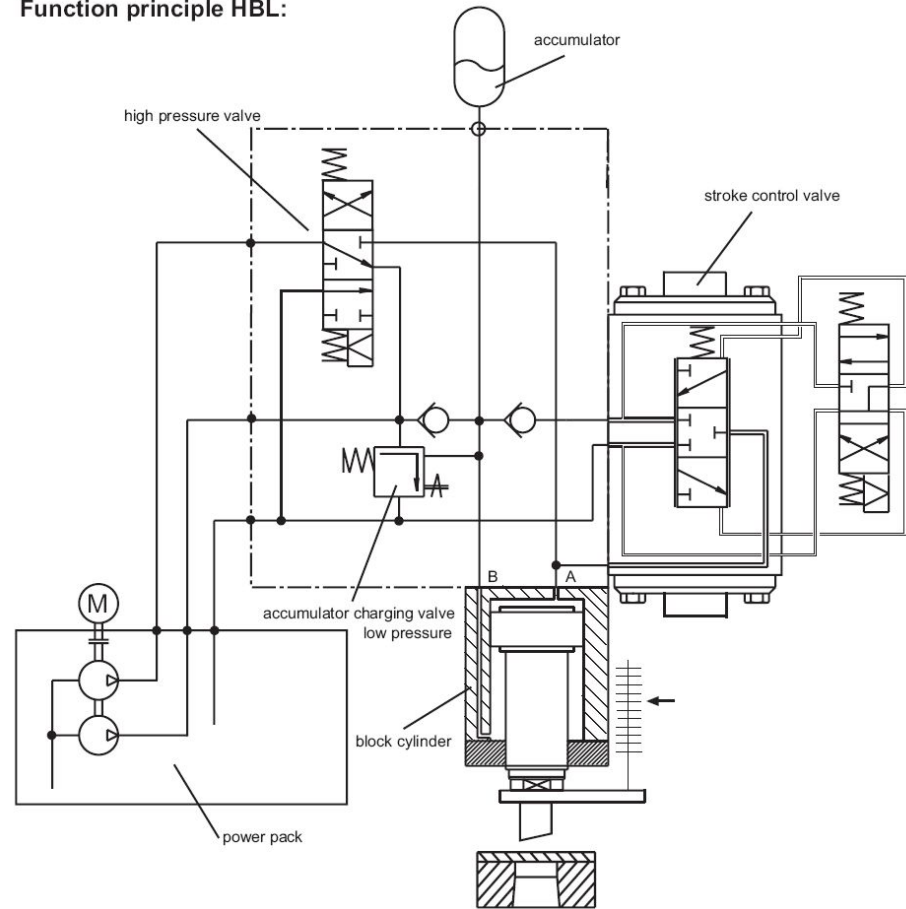 Function principle HBL:
accumulator
high pressure valve
stroke control valve
B
A
accumulator charging valve
low pressure
M
block cylinder
power pack